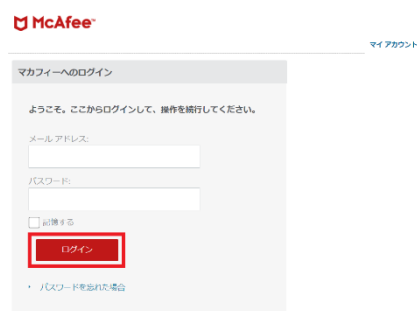 McAfee™
マイ アカウント
マカフィーへのログイン
ようこそ。ここからログインして、操作を続行してください。
メール アドレス:
パスワード:
記憶する
ログイン
パスワードを忘れた場合